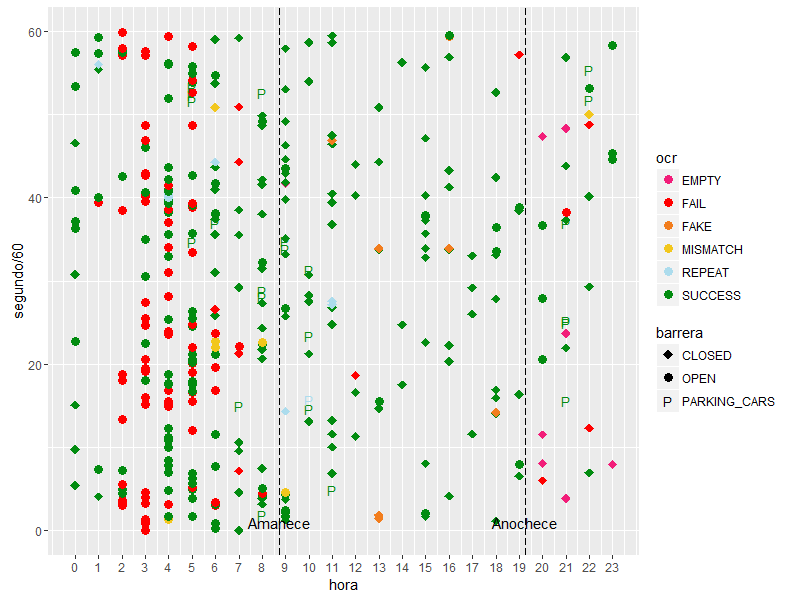 60
40
20
0
segundo/60
Amanece
Anochece
0 1 2 3 4 5 6 7 8 9 10 11 12 13 14 15 16 17 18 19 20 21 22 23
hora
ocr
EMPTY
FAIL
FAKE
MISMATCH
REPEAT
SUCCESS
barrera
CLOSED
OPEN
P PARKING_CARS